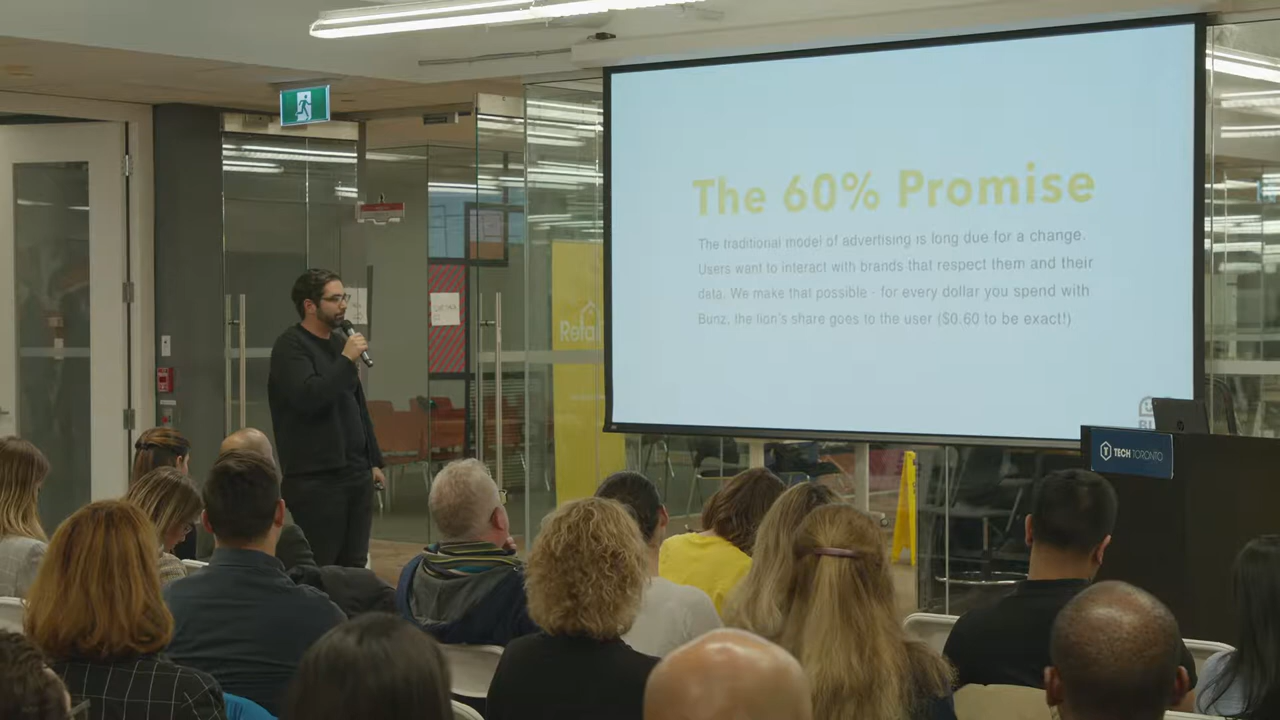 The 60% Promise
The traditional model of advertising is long due for a change.
Users want to interact with brands that respect them and their
data. We make that possible - for every dollar you spend with
Bunz, the lion's share goes to the user ($0.60 to be exact!)
TECH TORONTO